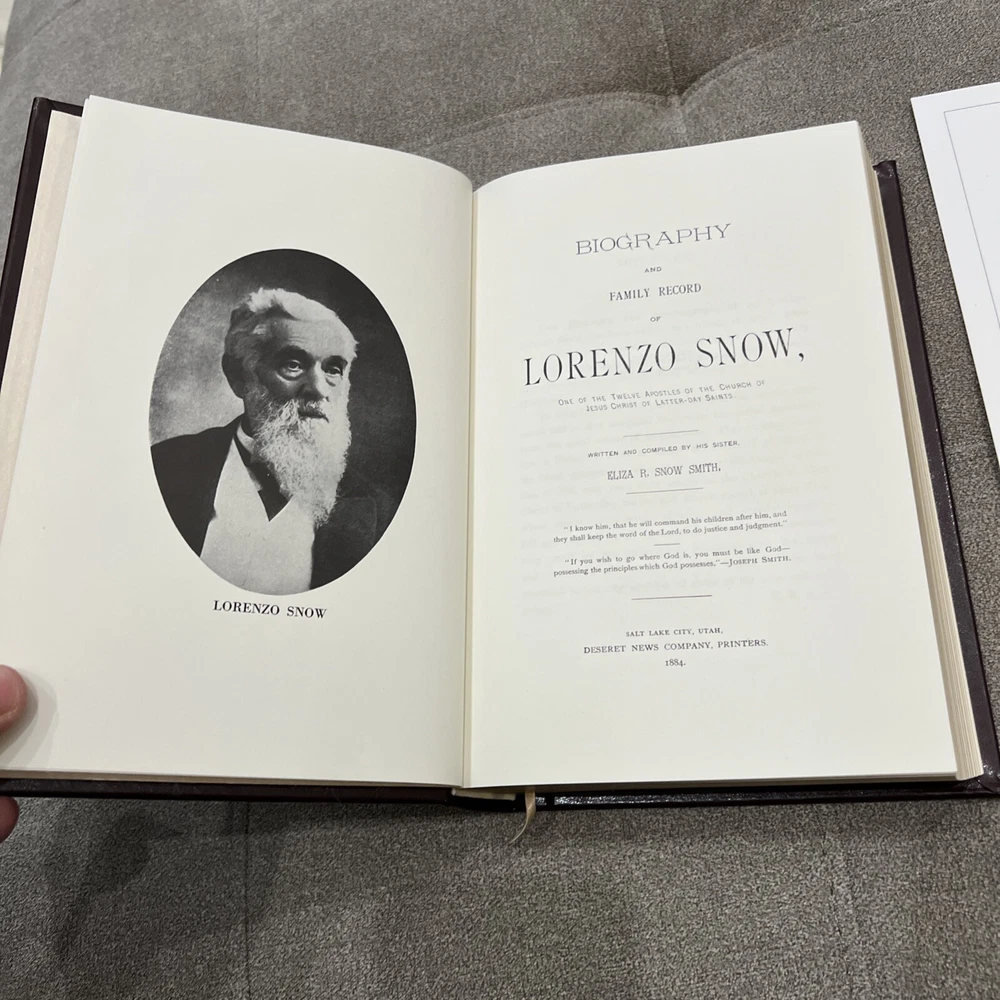 LORENZO SNOW
BIOGRAPHY
AND
FAMILY RECORD
OF
LORENZO SNOW,
ONE OF THE TWELVE APOSTLES OF THE CHURCH OF
JESUS CHRIST OF LATTER-DAY SAINTS.
WRITTEN AND COMPILED BY HIS SISTER,
ELIZA R. SNOW SMITH.
"I know him, that he will command his children after him, and
they shall keep the word of the Lord, to do justice and judgment."
"If you wish to go where God is, you must be like God—
possessing the principles which God possesses,"—JOSEPH SMITH.
SALT LAKE CITY, UTAH,
DESERET NEWS COMPANY, PRINTERS.
1884.